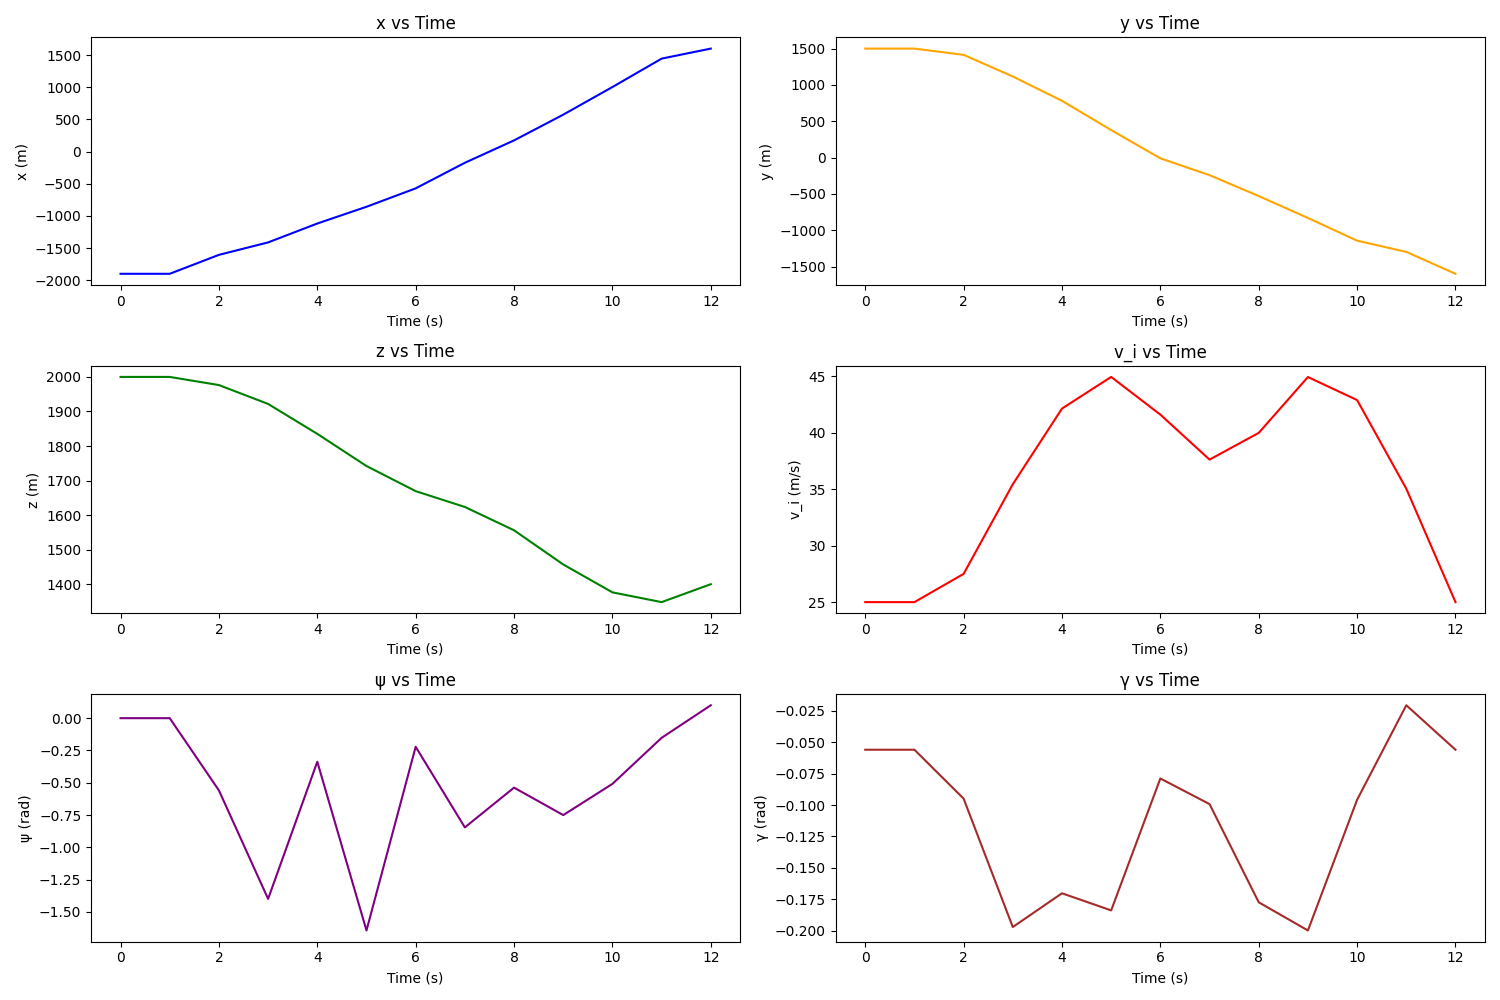 x vs Time
1500
1000
500
0
−500
−1000
−1500
−2000
x (m)
0 2 4 6 8 10 12
Time (s)
y vs Time
1500
1000
500
0
−500
−1000
−1500
y (m)
0 2 4 6 8 10 12
Time (s)
z vs Time
2000
1900
1800
1700
1600
1500
1400
z (m)
0 2 4 6 8 10 12
Time (s)
v_i vs Time
45
40
35
30
25
v_i (m/s)
0 2 4 6 8 10 12
Time (s)
ψ vs Time
0.00
−0.25
−0.50
−0.75
−1.00
−1.25
−1.50
ψ (rad)
0 2 4 6 8 10 12
Time (s)
γ vs Time
−0.025
−0.050
−0.075
−0.100
−0.125
−0.150
−0.175
−0.200
γ (rad)
0 2 4 6 8 10 12
Time (s)